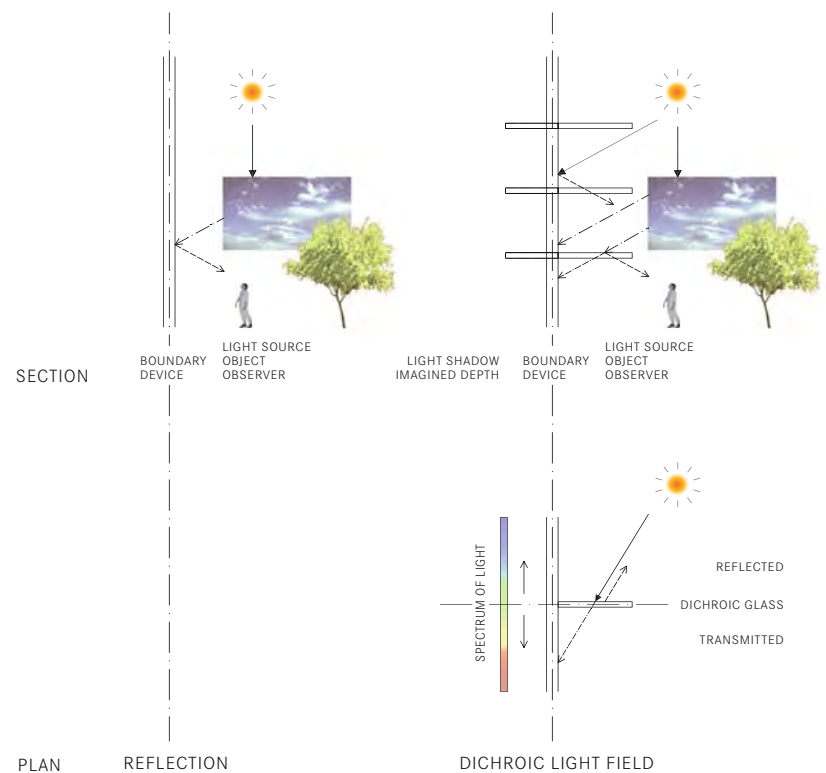 BOUNDARY
DEVICE
LIGHT SOURCE
OBJECT
OBSERVER
LIGHT SHADOW
IMAGINED DEPTH
BOUNDARY
DEVICE
LIGHT SOURCE
OBJECT
OBSERVER
SECTION
SPECTRUM OF LIGHT
REFLECTED
DICHROIC GLASS
TRANSMITTED
PLAN
REFLECTION
DICHROIC LIGHT FIELD